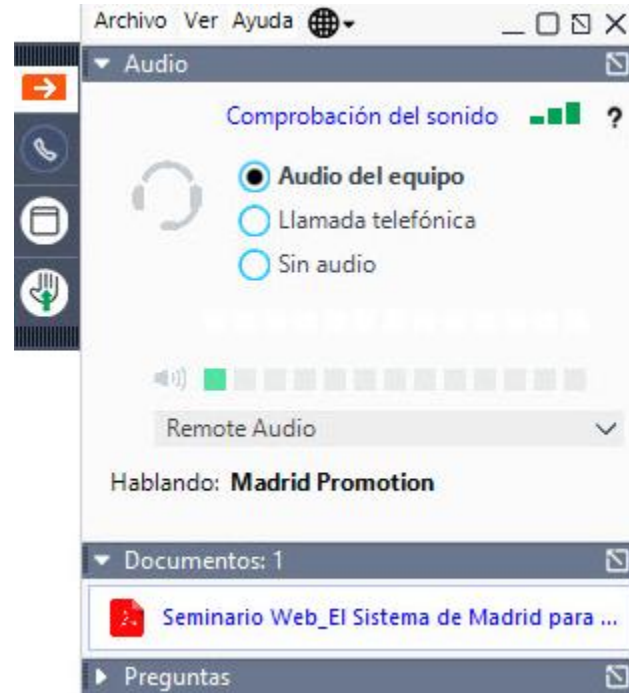 Archivo Ver Ayuda
Audio
Comprobación del sonido ?
Audio del equipo
Llamada telefónica
Sin audio
Remote Audio
Hablando: Madrid Promotion
Documentos: 1
Seminario Web_El Sistema de Madrid para ...
Preguntas